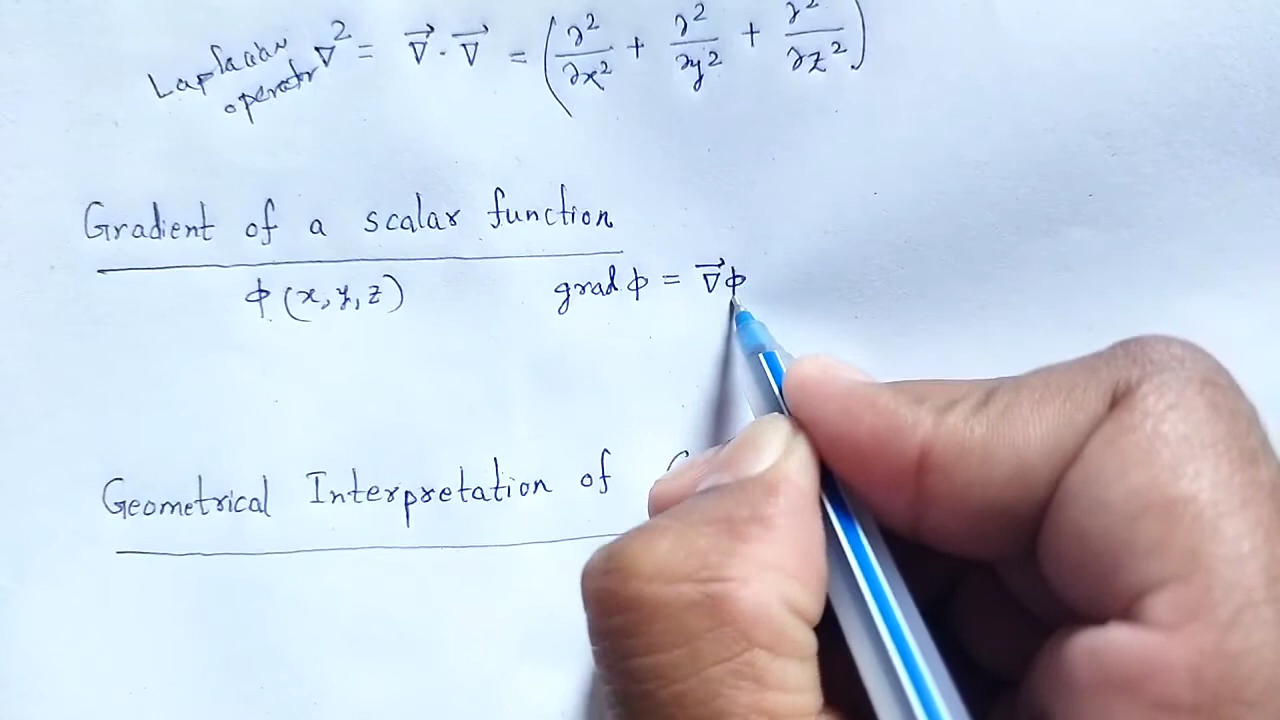 Laplacian operator ∇² = ∇⃗ · ∇⃗ = (∂²/∂x² + ∂²/∂y² + ∂²/∂z²)
Gradient of a scalar function
ϕ (x, y, z) grad ϕ = ∇⃗ϕ
Geometrical Interpretation of